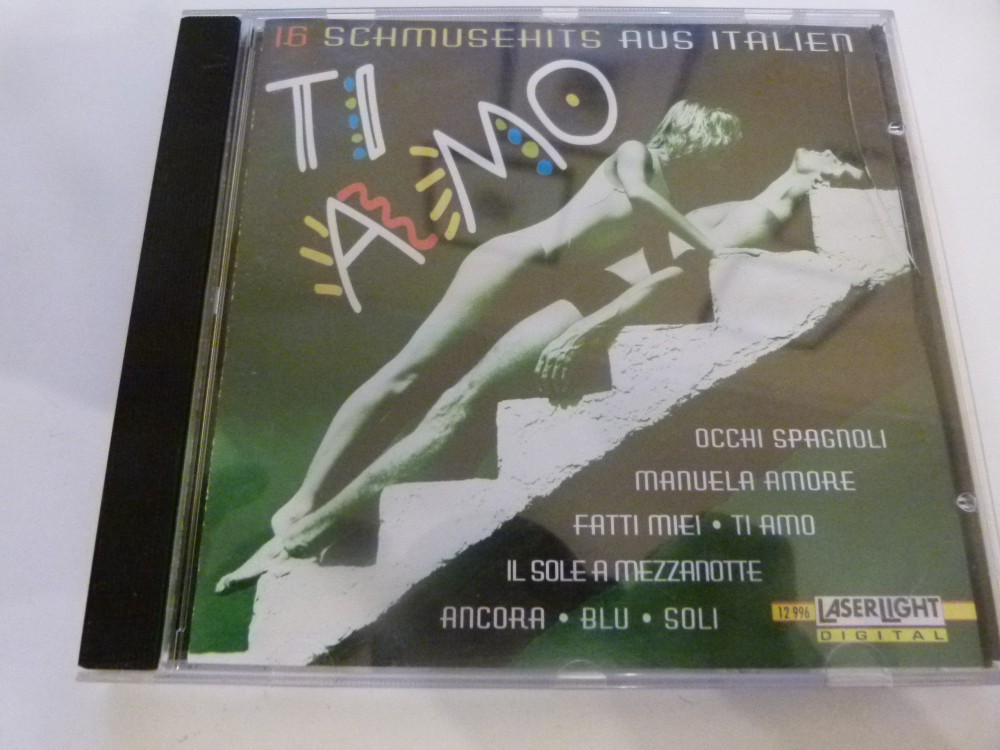 16 SCHMUSEHITS AUS ITALIEN
TI
AMO
OCCHI SPAGNOLI
MANUELA AMORE
FATTI MIEI • TI AMO
IL SOLE A MEZZANOTTE
ANCORA • BLU • SOLI
12 996 LASERLIGHT
DIGITAL